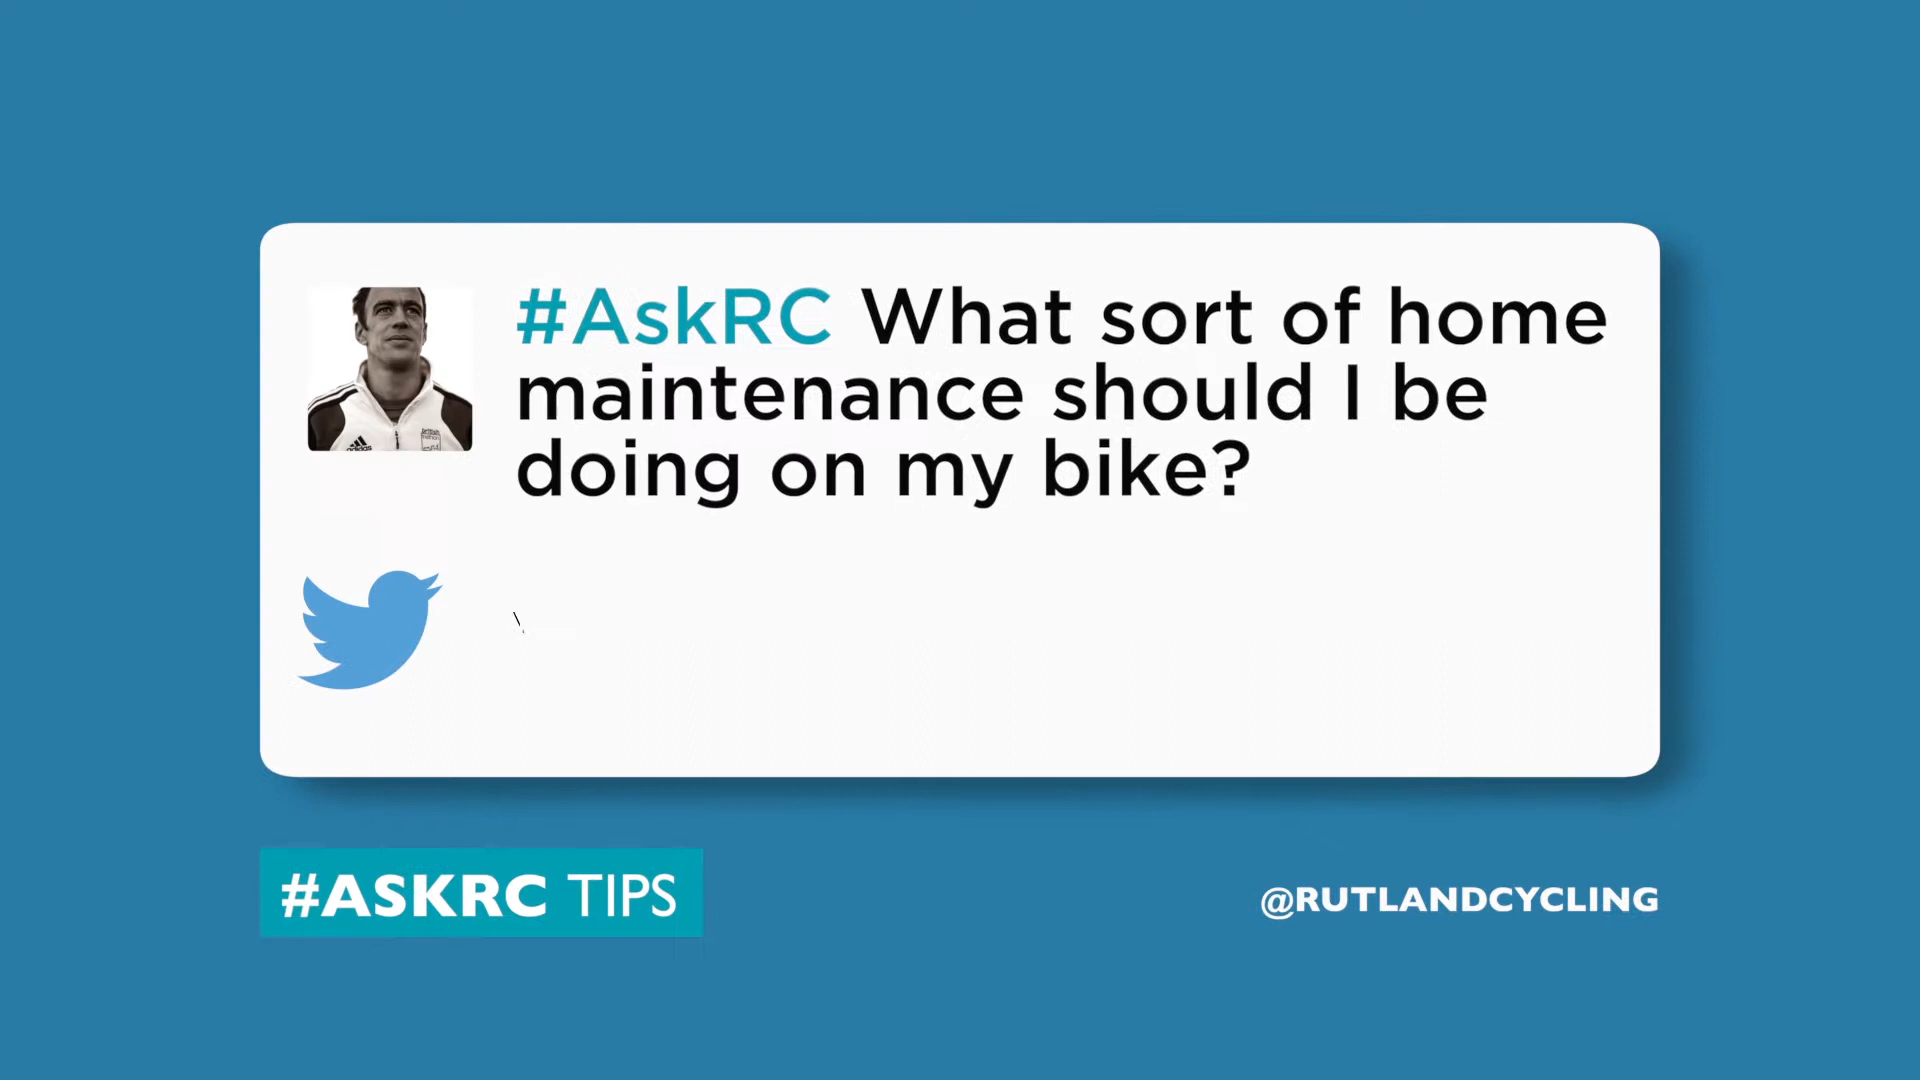 #AskRC What sort of home
maintenance should I be
doing on my bike?
#ASKRC TIPS
@RUTLANDCYCLING